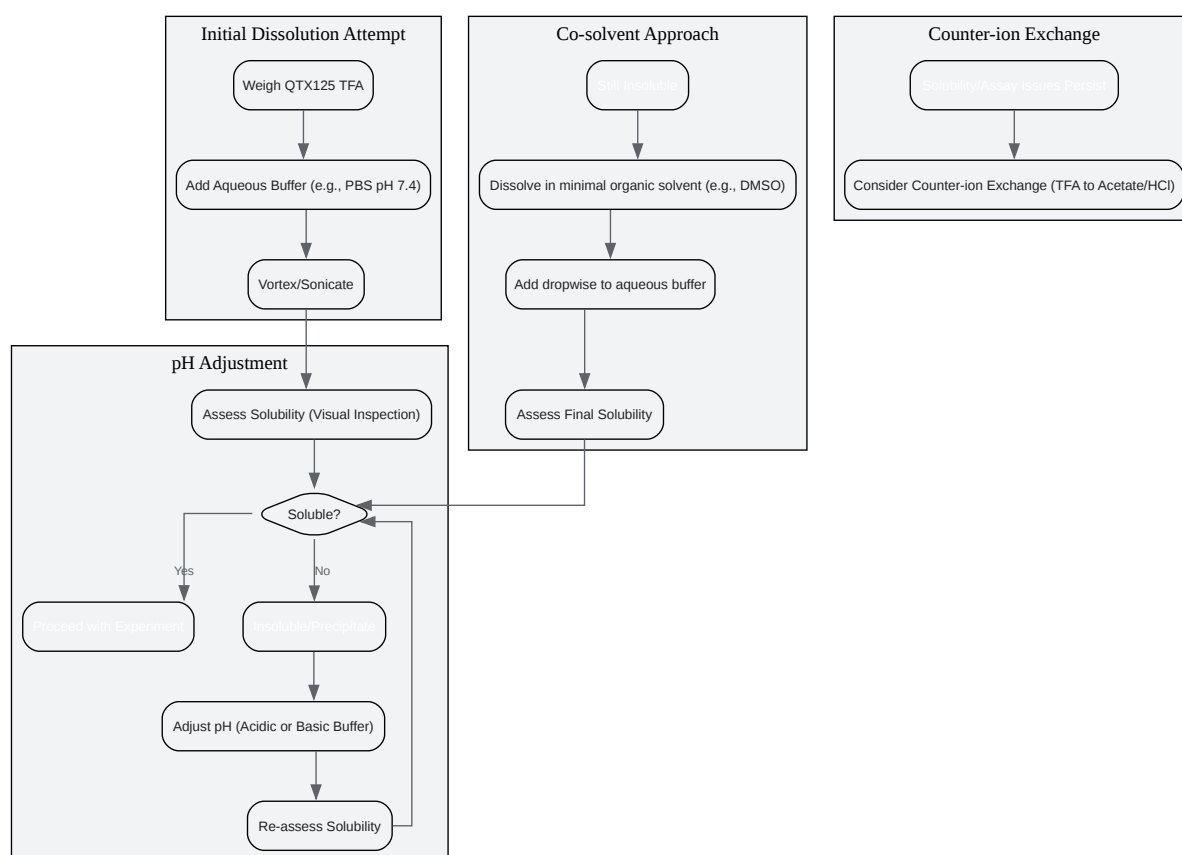 Initial Dissolution Attempt
Weigh QTX125 TFA
Add Aqueous Buffer (e.g., PBS pH 7.4)
Vortex/Sonicate
pH Adjustment
Assess Solubility (Visual Inspection)
Soluble?
Yes
No
Proceed with Experiment
Insoluble/Precipitate
Adjust pH (Acidic or Basic Buffer)
Re-assess Solubility
Co-solvent Approach
Still Insoluble
Dissolve in minimal organic solvent (e.g., DMSO)
Add dropwise to aqueous buffer
Assess Final Solubility
Counter-ion Exchange
Solubility/Assay Issues Persist
Consider Counter-ion Exchange (TFA to Acetate/HCl)